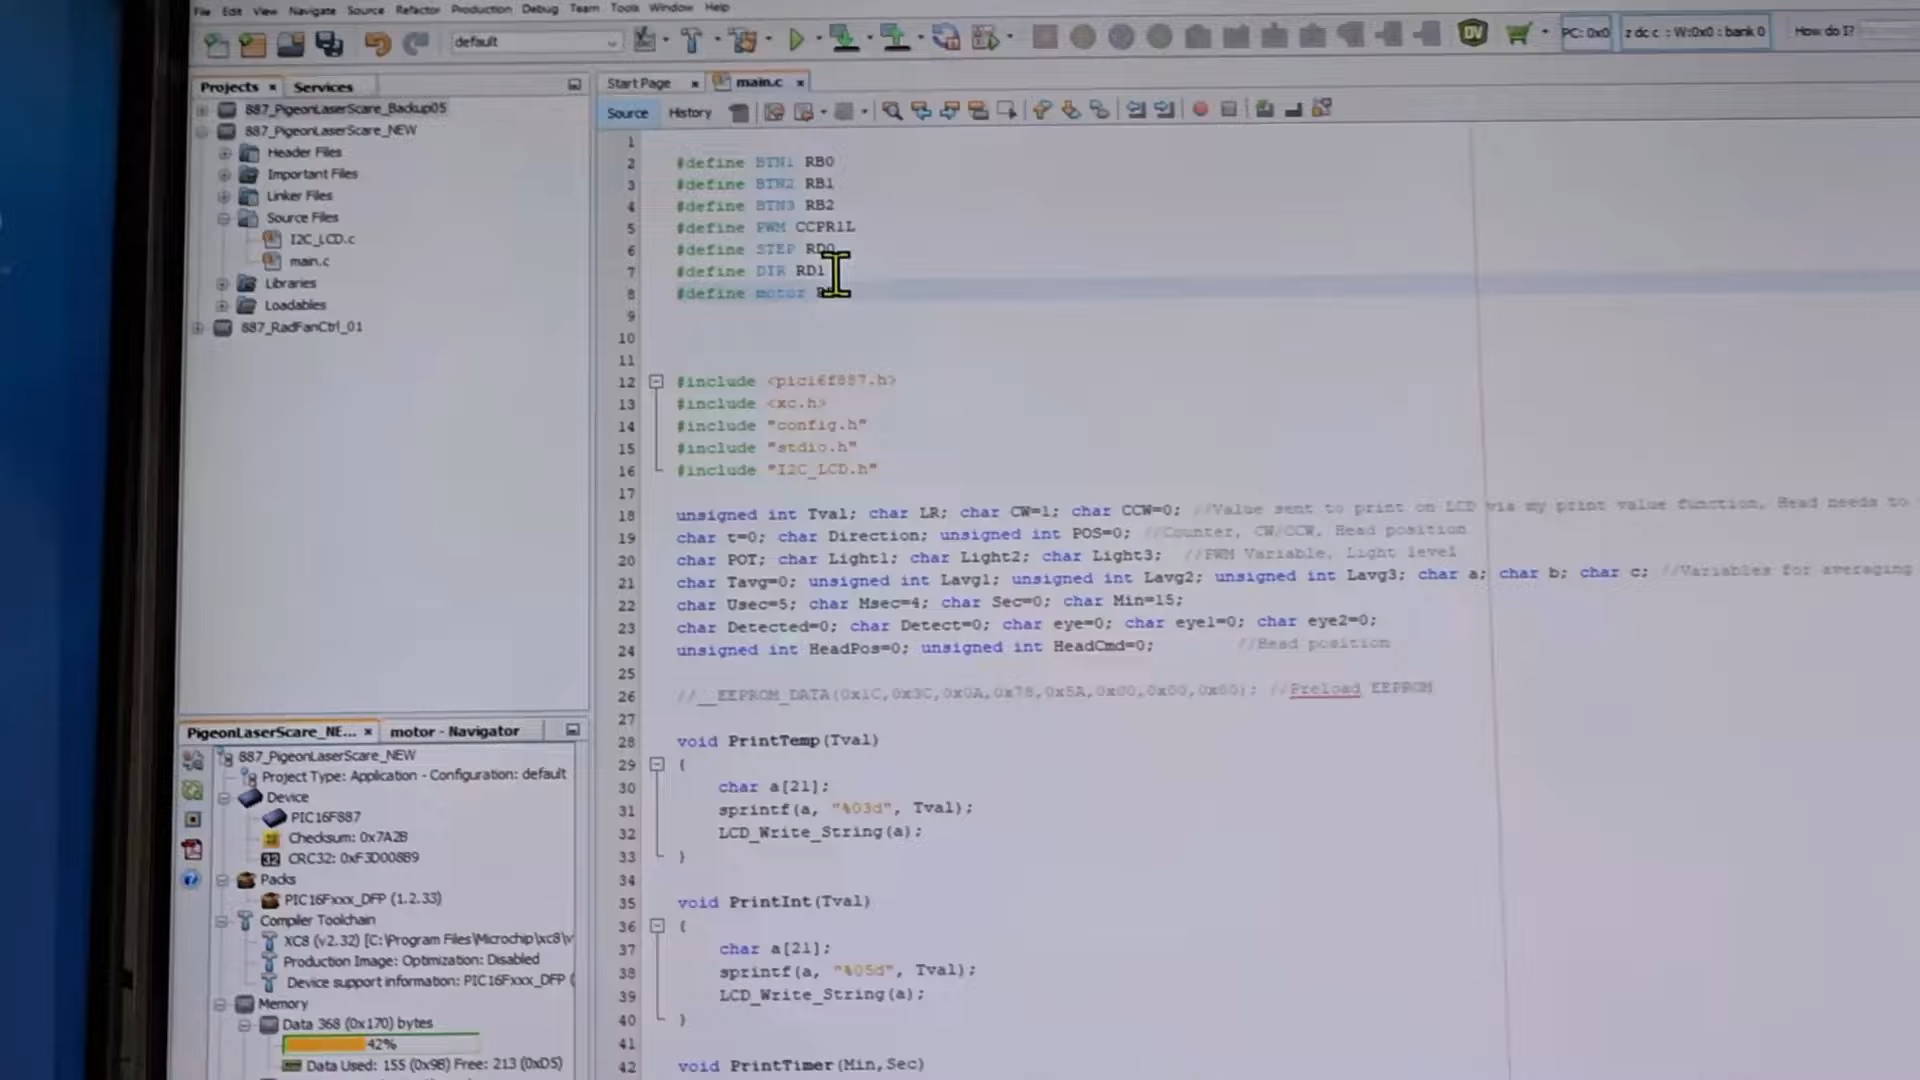 File Edit View Navigate Source Refactor Production Debug Team Tools Window Help
default
PC: 0x0 z dc c : W:0x0 : bank 0 How do I?
Projects Services
887_PigeonLaserScare_Backup05
887_PigeonLaserScare_NEW
Header Files
Important Files
Linker Files
Source Files
I2C_LCD.c
main.c
Libraries
Loadables
887_RadFanCtrl_01
PigeonLaserScare_NE... motor - Navigator
887_PigeonLaserScare_NEW
Project Type: Application - Configuration: default
Device
PIC16F887
Checksum: 0x7A2B
32 CRC32: 0xF3D008B9
Packs
PIC16Fxxx_DFP (1.2.33)
Compiler Toolchain
XC8 (v2.32) [C:\Program Files\Microchip\xc8\v
Production Image: Optimization: Disabled
Device support information: PIC16Fxxx_DFP (
Memory
Data 368 (0x170) bytes
42%
Data Used: 155 (0x9B) Free: 213 (0xD5)
Start Page main.c
Source History
1
2 #define BTN1 RB0
3 #define BTN2 RB1
4 #define BTN3 RB2
5 #define PWM CCPR1L
6 #define STEP RD0
7 #define DIR RD1
8 #define motor
9
10
11
12 #include <pic16f887.h>
13 #include <xc.h>
14 #include "config.h"
15 #include "stdio.h"
16 #include "I2C_LCD.h"
17
18 unsigned int Tval; char LR; char CW=1; char CCW=0; //Value sent to print on LCD via my print value function, Head needs to
19 char t=0; char Direction; unsigned int POS=0; //Counter, CW/CCW, Head position
20 char POT; char Light1; char Light2; char Light3; //PWM Variable, Light level
21 char Tavg=0; unsigned int Lavg1; unsigned int Lavg2; unsigned int Lavg3; char a; char b; char c; //Variables for averaging
22 char Usec=5; char Msec=4; char Sec=0; char Min=15;
23 char Detected=0; char Detect=0; char eye=0; char eye1=0; char eye2=0;
24 unsigned int HeadPos=0; unsigned int HeadCmd=0; //Head position
25
26 //__EEPROM_DATA(0x1C,0x3C,0x0A,0x78,0x5A,0x00,0x00,0x00); //Preload EEPROM
27
28 void PrintTemp(Tval)
29 {
30 char a[21];
31 sprintf(a, "%03d", Tval);
32 LCD_Write_String(a);
33 }
34
35 void PrintInt(Tval)
36 {
37 char a[21];
38 sprintf(a, "%05d", Tval);
39 LCD_Write_String(a);
40 }
41
42 void PrintTimer(Min,Sec)